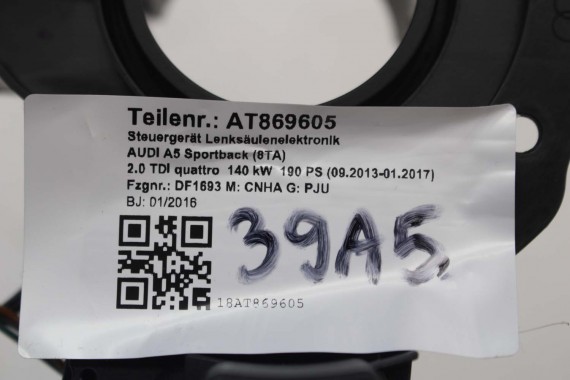 Teilenr.: AT869605
Steuergerät Lenksäulenelektronik
AUDI A5 Sportback (8TA)
2.0 TDI quattro 140 kW 190 PS (09.2013-01.2017)
Fzgnr.: DF1693 M: CNHA G: PJU
BJ: 01/2016
39A5
18AT869605